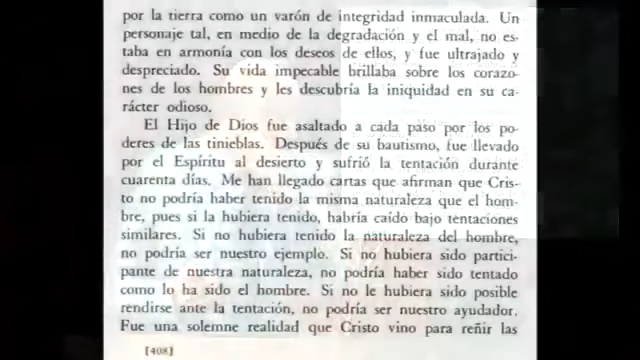 por la tierra como un varón de integridad inmaculada. Un
personaje tal, en medio de la degradación y el mal, no es-
taba en armonía con los deseos de ellos, y fue ultrajado y
despreciado. Su vida impecable brillaba sobre los corazo-
nes de los hombres y les descubría la iniquidad en su ca-
rácter odioso.
El Hijo de Dios fue asaltado a cada paso por los po-
deres de las tinieblas. Después de su bautismo, fue llevado
por el Espíritu al desierto y sufrió la tentación durante
cuarenta días. Me han llegado cartas que afirman que Cris-
to no podría haber tenido la misma naturaleza que el hom-
bre, pues si la hubiera tenido, habría caído bajo tentaciones
similares. Si no hubiera tenido la naturaleza del hombre,
no podría ser nuestro ejemplo. Si no hubiera sido partici-
pante de nuestra naturaleza, no podría haber sido tentado
como lo ha sido el hombre. Si no le hubiera sido posible
rendirse ante la tentación, no podría ser nuestro ayudador.
Fue una solemne realidad que Cristo vino para reñir las
[408]